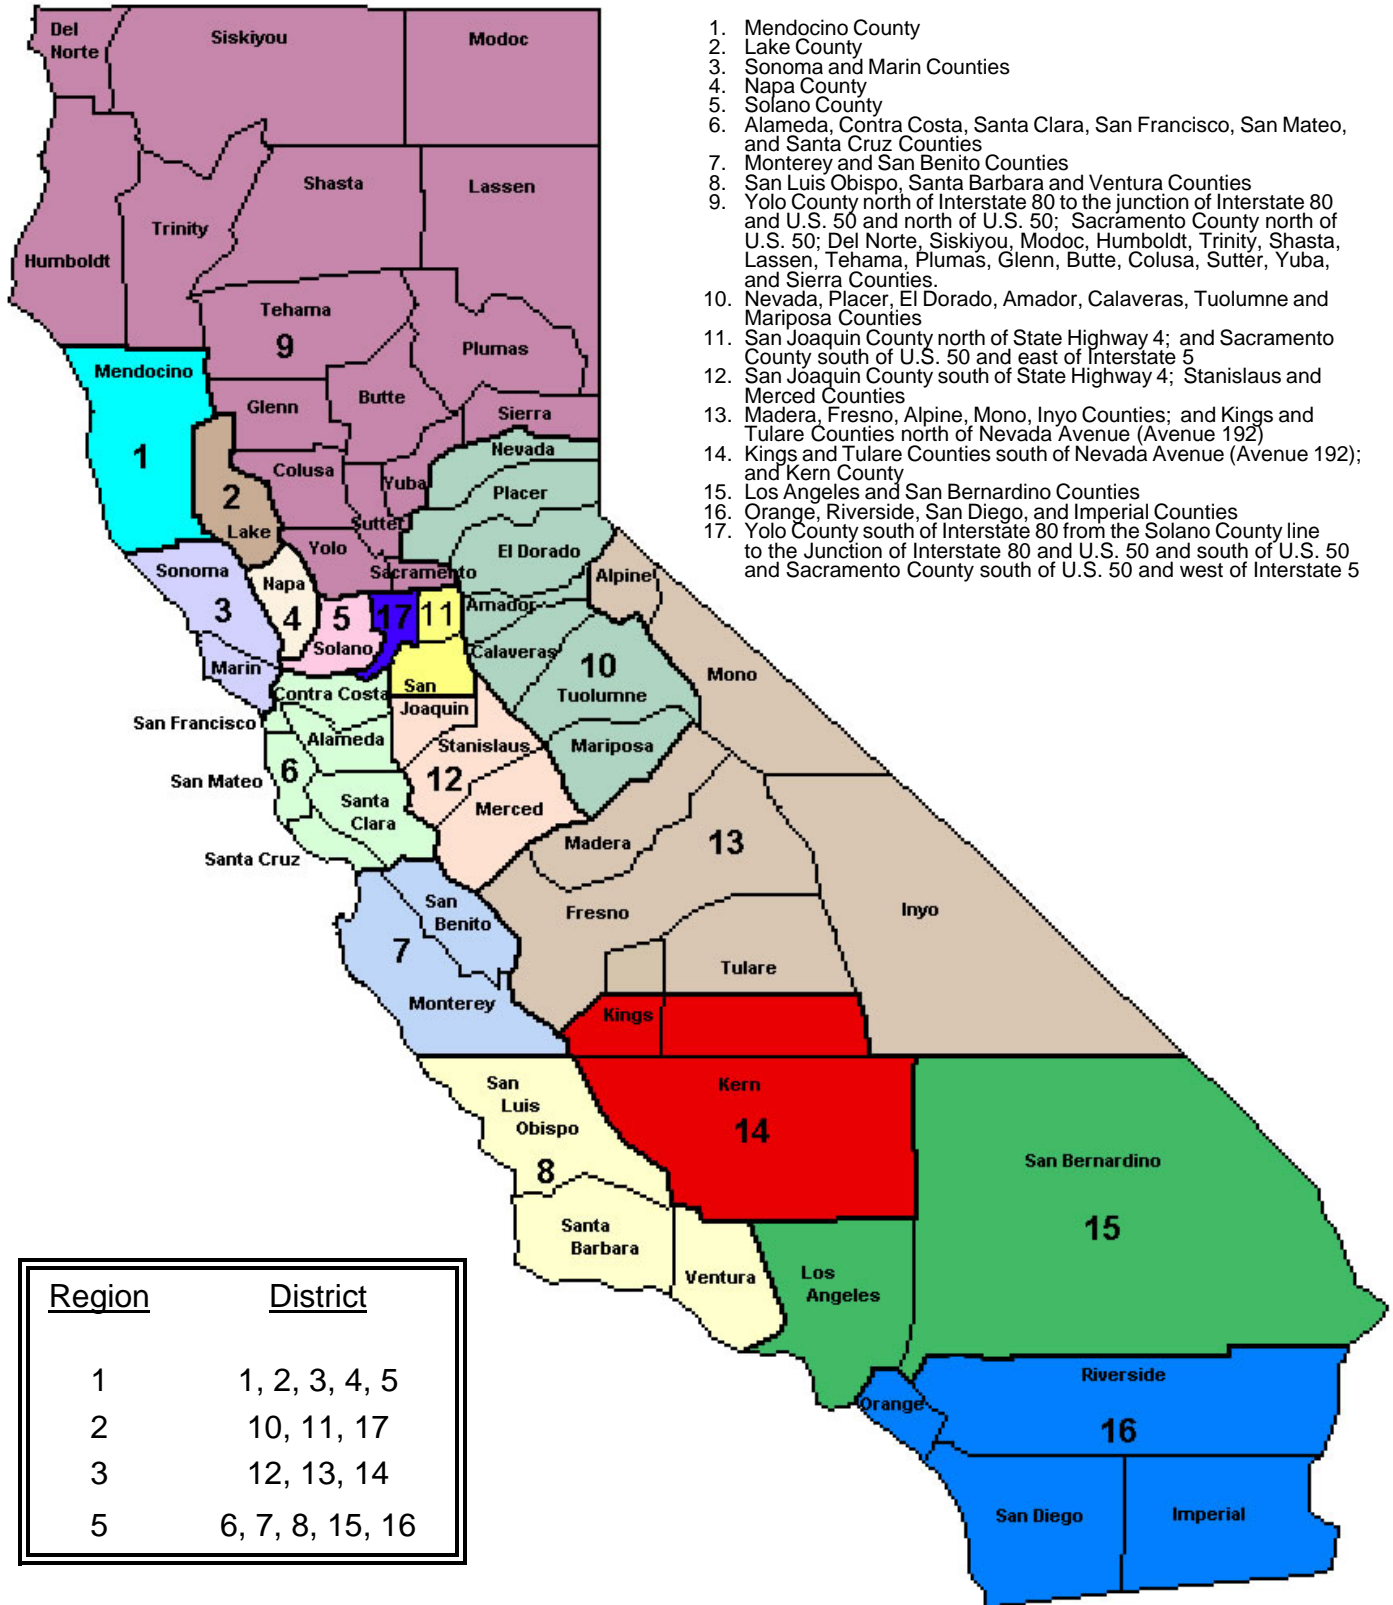 1. Mendocino County
2. Lake County
3. Sonoma and Marin Counties
4. Napa County
5. Solano County
6. Alameda, Contra Costa, Santa Clara, San Francisco, San Mateo,
and Santa Cruz Counties
7. Monterey and San Benito Counties
8. San Luis Obispo, Santa Barbara and Ventura Counties
9. Yolo County north of Interstate 80 to the junction of Interstate 80
and U.S. 50 and north of U.S. 50; Sacramento County north of
U.S. 50; Del Norte, Siskiyou, Modoc, Humboldt, Trinity, Shasta,
Lassen, Tehama, Plumas, Glenn, Butte, Colusa, Sutter, Yuba,
and Sierra Counties.
10. Nevada, Placer, El Dorado, Amador, Calaveras, Tuolumne and
Mariposa Counties
11. San Joaquin County north of State Highway 4; and Sacramento
County south of U.S. 50 and east of Interstate 5
12. San Joaquin County south of State Highway 4; Stanislaus and
Merced Counties
13. Madera, Fresno, Alpine, Mono, Inyo Counties; and Kings and
Tulare Counties north of Nevada Avenue (Avenue 192)
14. Kings and Tulare Counties south of Nevada Avenue (Avenue 192);
and Kern County
15. Los Angeles and San Bernardino Counties
16. Orange, Riverside, San Diego, and Imperial Counties
17. Yolo County south of Interstate 80 from the Solano County line
to the Junction of Interstate 80 and U.S. 50 and south of U.S. 50
and Sacramento County south of U.S. 50 and west of Interstate 5
Del
Norte
Siskiyou
Modoc
Shasta
Lassen
Trinity
Humboldt
Tehama
9
Plumas
Mendocino
Butte
Glenn
Sierra
1
Nevada
Colusa
Yuba
2
Placer
Sutter
Lake
Yolo
El Dorado
Sonoma
Sacramento
Alpine
Napa
3
4
5
17
11
Amador
Solano
Calaveras
10
Marin
Mono
San
Contra Costa
Tuolumne
Joaquin
San Francisco
Alameda
Stanislaus
Mariposa
6
12
San Mateo
Santa
Clara
Merced
Madera
13
Santa Cruz
San
Benito
Fresno
Inyo
7
Tulare
Monterey
Kings
San
Luis
Obispo
Kern
14
8
San Bernardino
15
Santa
Barbara
Ventura
Los
Angeles
Riverside
Orange
16
San Diego
Imperial
Region District
1 1, 2, 3, 4, 5
2 10, 11, 17
3 12, 13, 14
5 6, 7, 8, 15, 16